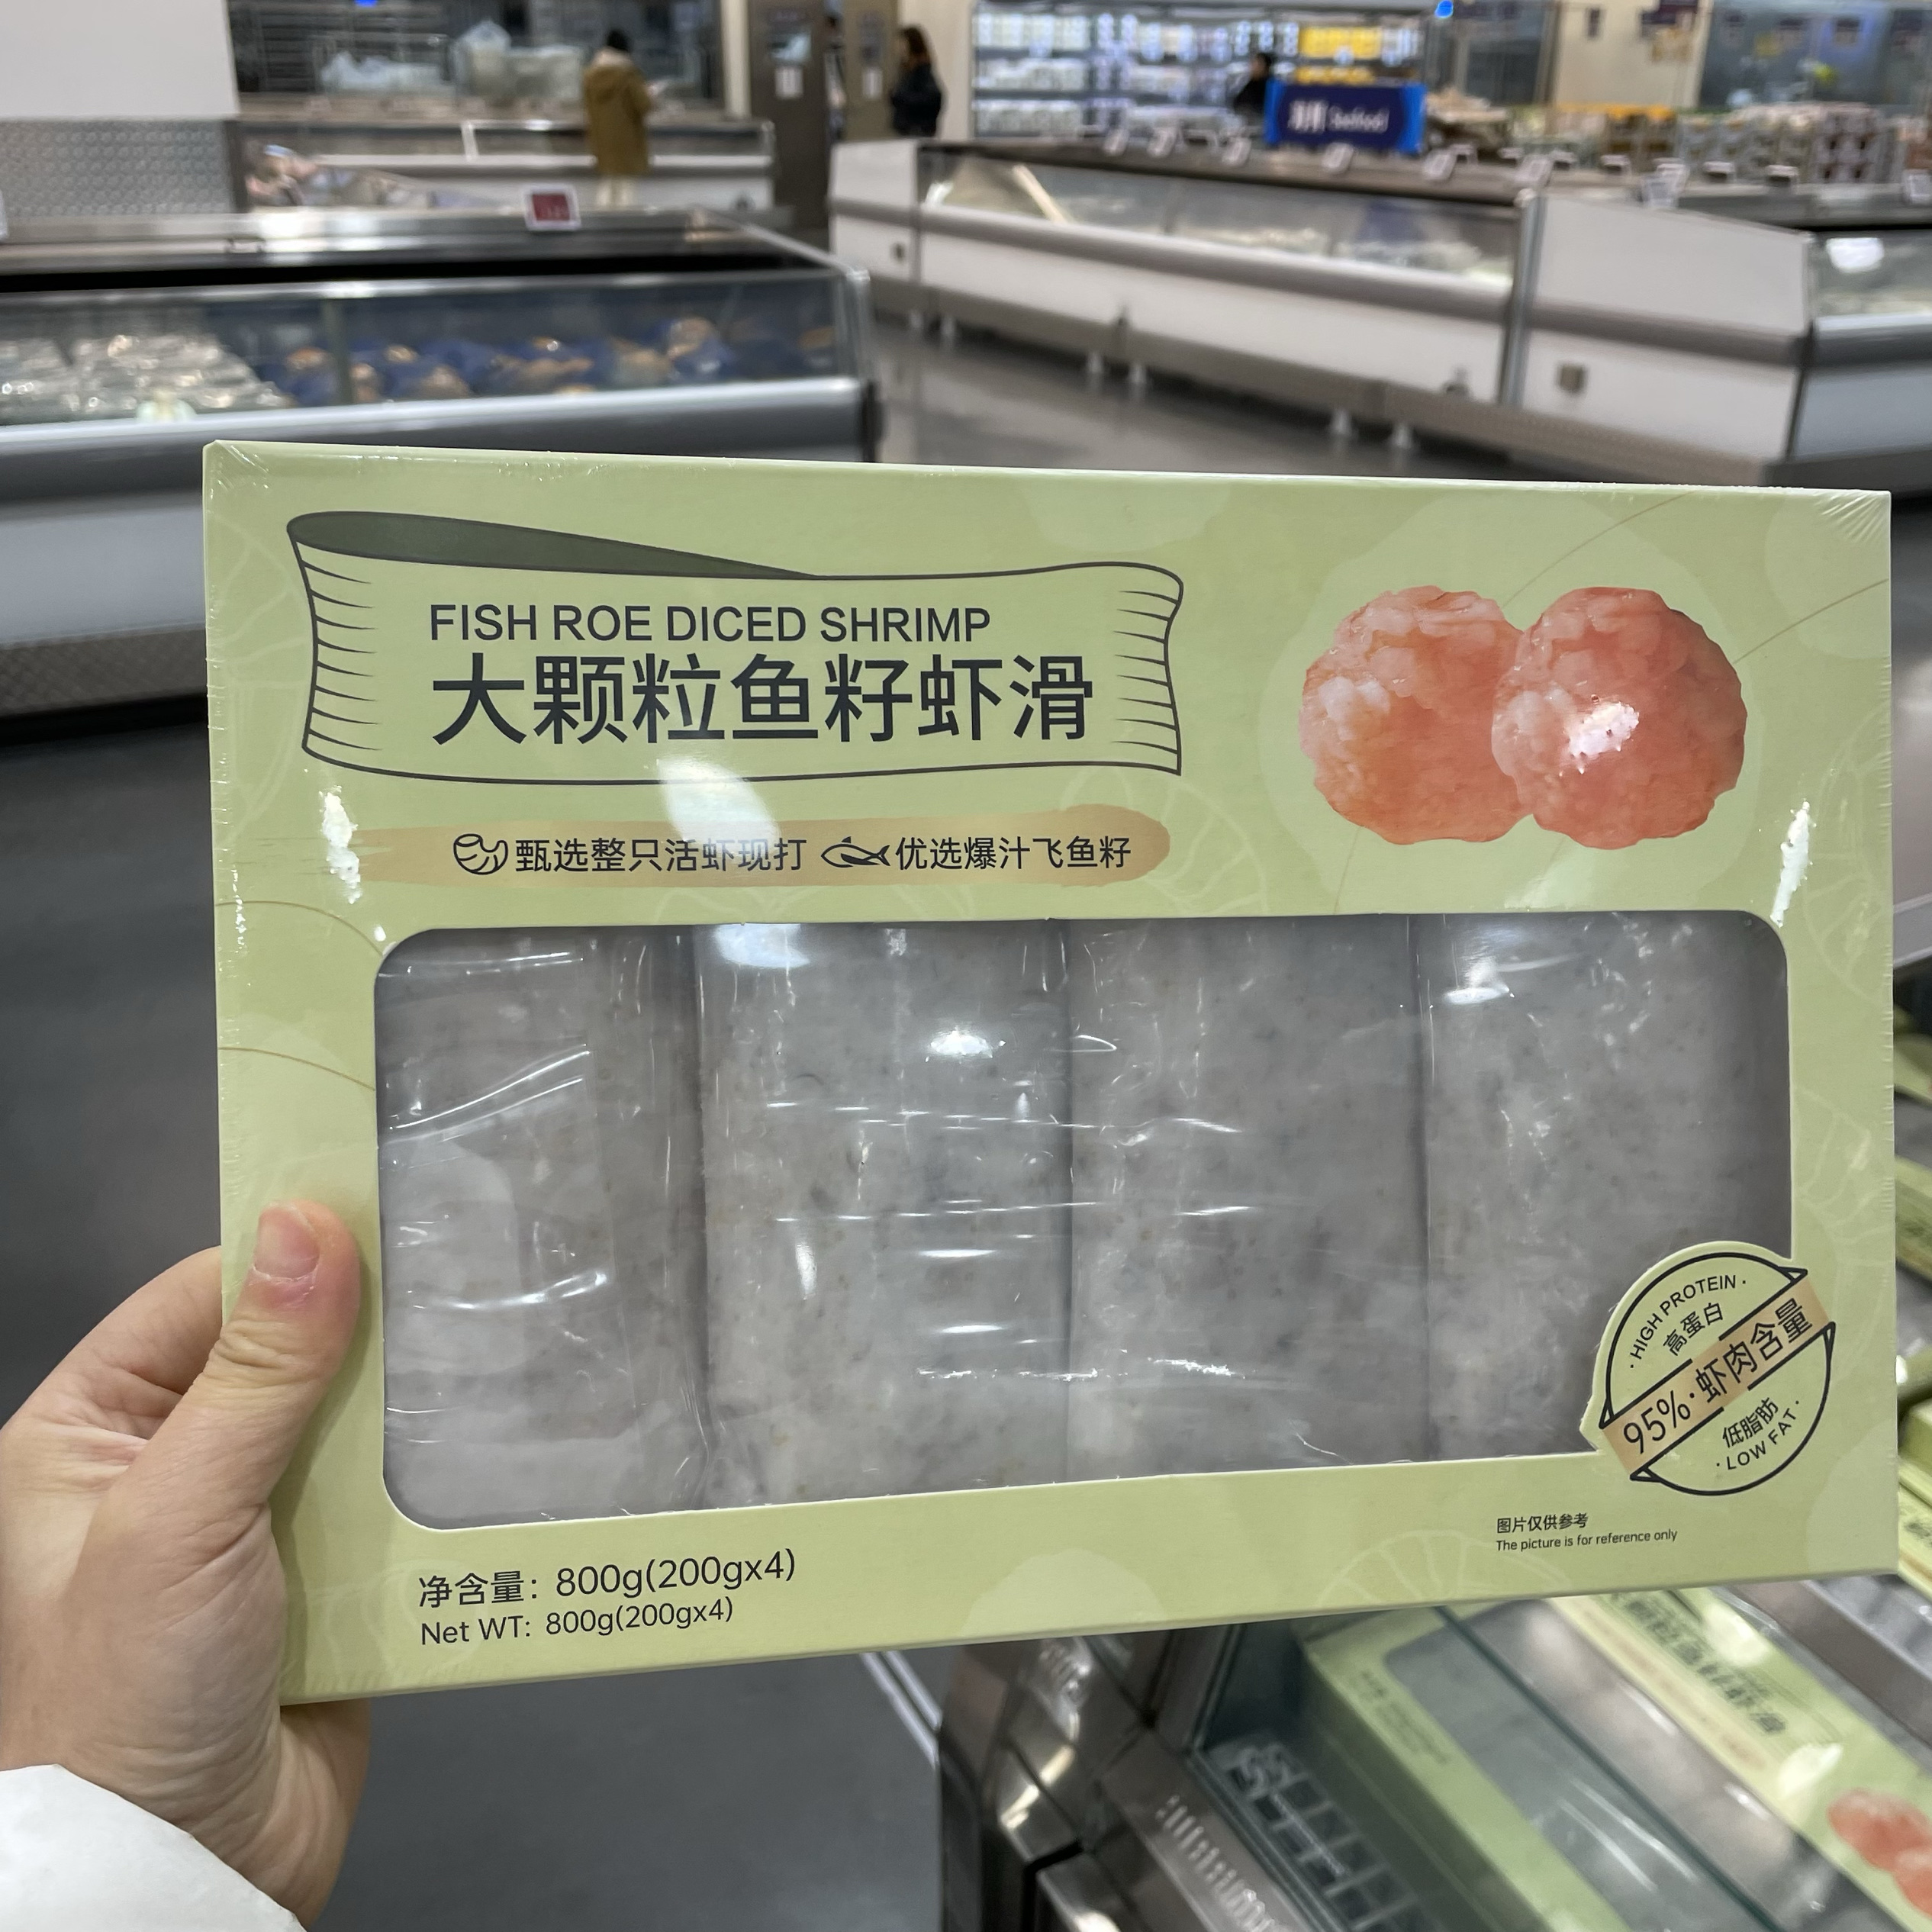 Seafood
FISH ROE DICED SHRIMP
大颗粒鱼籽虾滑
甄选整只活虾现打 优选爆汁飞鱼籽
· HIGH PROTEIN ·
高蛋白
95%·虾肉含量
低脂肪
· LOW FAT ·
图片仅供参考
The picture is for reference only
净含量：800g(200gx4)
Net WT: 800g(200gx4)